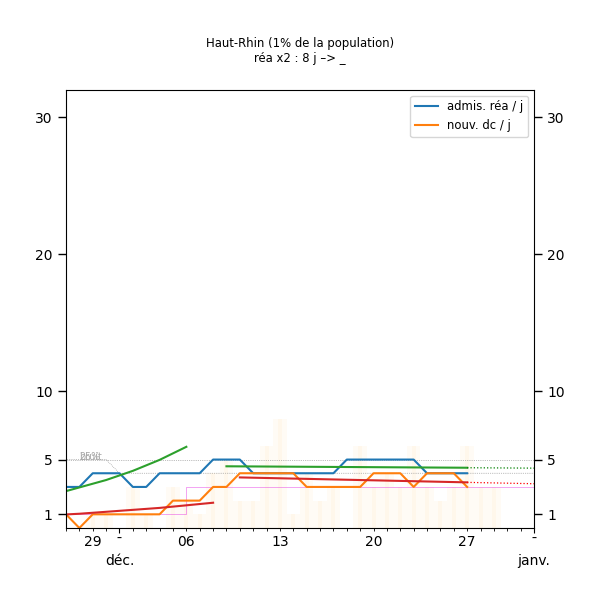 Haut-Rhin (1% de la population)
réa x2 : 8 j –> _
admis. réa / j
nouv. dc / j
30 30
20 20
10 10
5 5
1 1
29 - 06 13 20 27 -
déc. janv.